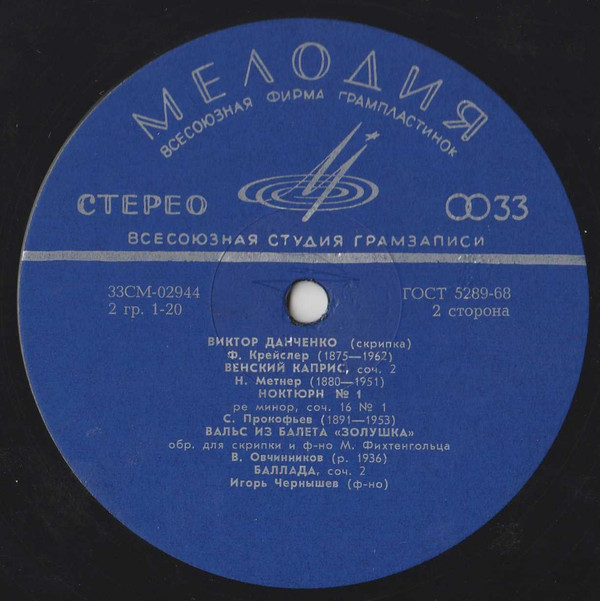 МЕЛОДИЯ
ВСЕСОЮЗНАЯ ФИРМА ГРАМПЛАСТИНОК
СТЕРЕО
33
ВСЕСОЮЗНАЯ СТУДИЯ ГРАМЗАПИСИ
33СМ-02944
ГОСТ 5289-68
2 гр. 1-20
2 сторона
ВИКТОР ДАНЧЕНКО (скрипка)
Ф. Крейслер (1875—1962)
ВЕНСКИЙ КАПРИС, соч. 2
Н. Метнер (1880—1951)
НОКТЮРН № 1
ре минор, соч. 16 № 1
С. Прокофьев (1891—1953)
ВАЛЬС ИЗ БАЛЕТА «ЗОЛУШКА»
обр. для скрипки и ф-но М. Фихтенгольца
В. Овчинников (р. 1936)
БАЛЛАДА, соч. 2
Игорь Чернышев (ф-но)